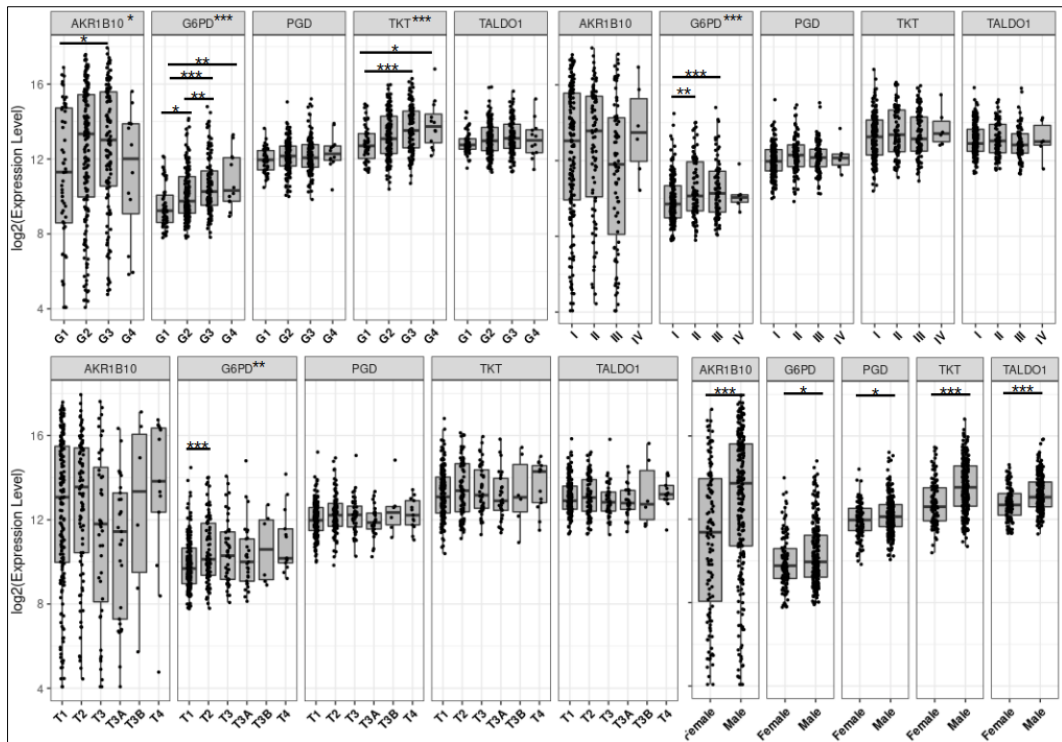 AKR1B10 * G6PD*** PGD TKT *** TALDO1 AKR1B10 G6PD*** PGD TKT TALDO1
* ** *** * ** * *** *** **
log2(Expression Level)
16
12
8
4
G1 G2 G3 G4 G1 G2 G3 G4 G1 G2 G3 G4 G1 G2 G3 G4 G1 G2 G3 G4 I II III IV I II III IV I II III IV I II III IV I II III IV
AKR1B10 G6PD** PGD TKT TALDO1 AKR1B10 G6PD PGD TKT TALDO1
*** *** * * *** ***
log2(Expression Level)
16
12
8
4
T1 T2 T3 T3A T3B T4 T1 T2 T3 T3A T3B T4 T1 T2 T3 T3A T3B T4 T1 T2 T3 T3A T3B T4 T1 T2 T3 T3A T3B T4 Female Male Female Male Female Male Female Male Female Male